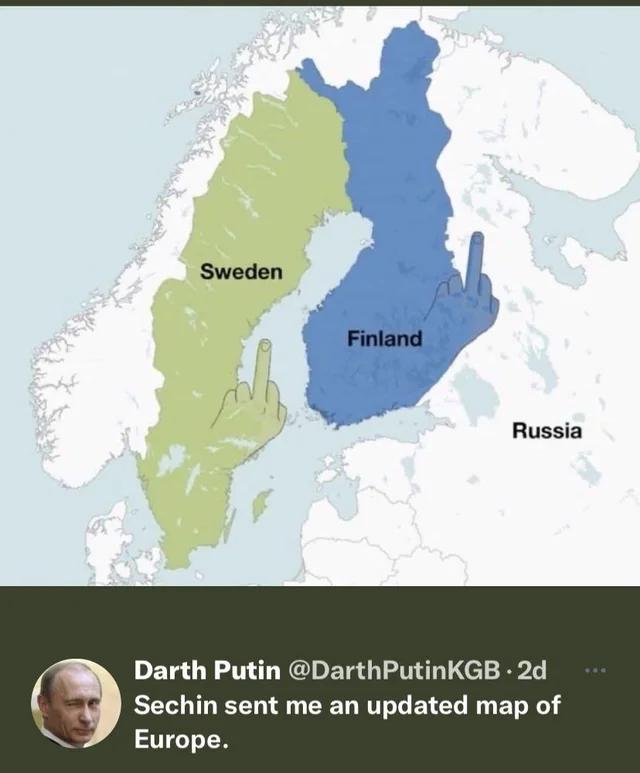 Sweden
Finland
Russia
Darth Putin @DarthPutinKGB · 2d
Sechin sent me an updated map of
Europe.